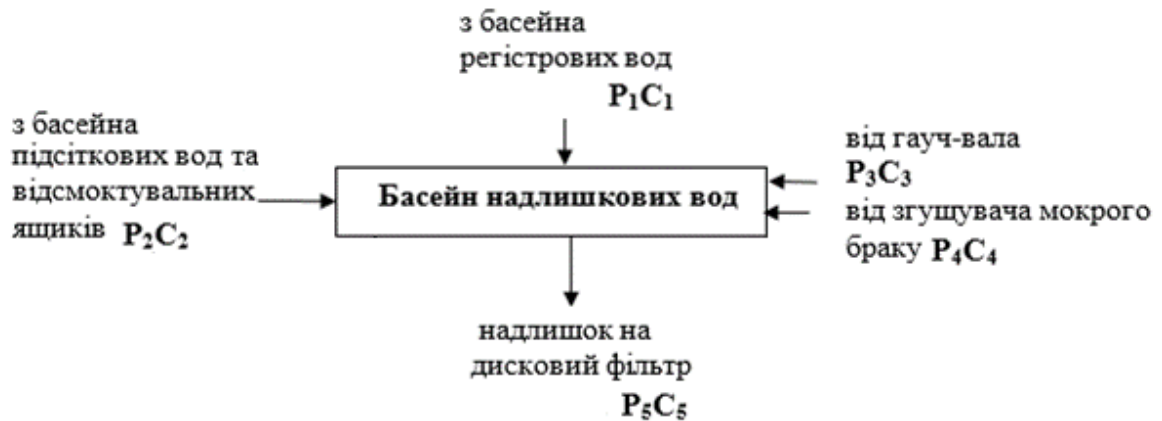 з басейна
регістрових вод
P₁C₁
з басейна
підсіткових вод та
відсмоктувальних
ящиків P₂C₂
Басейн надлишкових вод
від гауч-вала
P₃C₃
від згущувача мокрого
браку P₄C₄
надлишок на
дисковий фільтр
P₅C₅